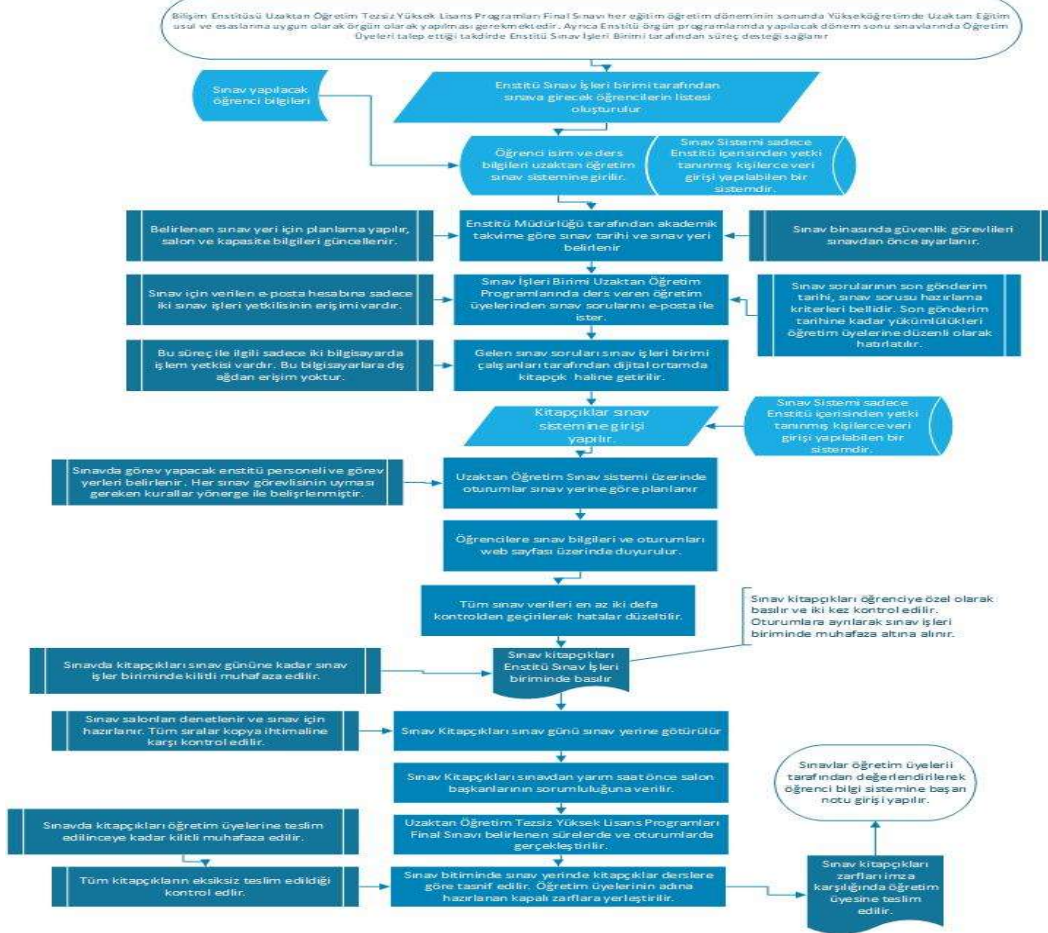 Bilişim Enstitüsü Uzaktan Öğretim Tezsiz Yüksek Lisans Programları Final Sınavı her eğitim öğretim döneminin sonunda Yükseköğretimde Uzaktan Eğitim
usul ve esaslarına uygun olarak örgün olarak yapılması gerekmektedir. Ayrıca Enstitü örgün programlarında yapılacak dönem sonu sınavlarında Öğretim
Üyeleri talep ettiği takdirde Enstitü Sınav İşleri Birimi tarafından süreç desteği sağlanır
Sınav yapılacak
öğrenci bilgileri
Enstitü Sınav İşleri birimi tarafından
sınava girecek öğrencilerin listesi
oluşturulur
Öğrenci isim ve ders
bilgileri uzaktan öğretim
sınav sistemine girilir.
Sınav Sistemi sadece
Enstitü içerisinden yetki
tanınmış kişilerce veri
girişi yapılabilen bir
sistemdir.
Belirlenen sınav yeri için planlama yapılır,
salon ve kapasite bilgileri güncellenir.
Enstitü Müdürlüğü tarafından akademik
takvime göre sınav tarihi ve sınav yeri
belirlenir
Sınav binasında güvenlik görevlileri
sınavdan önce ayarlanır.
Sınav için verilen e-posta hesabına sadece
iki sınav işleri yetkilisinin erişimi vardır.
Sınav İşleri Birimi Uzaktan Öğretim
Programlarında ders veren öğretim
üyelerinden sınav sorularını e-posta ile
ister.
Sınav sorularının son gönderim
tarihi, sınav sorusu hazırlama
kriterleri bellidir. Son gönderim
tarihine kadar yükümlülükleri
öğretim üyelerine düzenli olarak
hatırlatılır.
Bu süreç ile ilgili sadece iki bilgisayarda
işlem yetkisi vardır. Bu bilgisayarlara dış
ağdan erişim yoktur.
Gelen sınav soruları sınav işleri birimi
çalışanları tarafından dijital ortamda
kitapçık haline getirilir.
Kitapçıklar sınav
sistemine girişi
yapılır.
Sınav Sistemi sadece
Enstitü içerisinden yetki
tanınmış kişilerce veri
girişi yapılabilen bir
sistemdir.
Sınavda görev yapacak enstitü personeli ve görev
yerleri belirlenir. Her sınav görevlisinin uyması
gereken kurallar yönerge ile belişrlenmiştir.
Uzaktan Öğretim Sınav sistemi üzerinde
oturumlar sınav yerine göre planlanır
Öğrencilere sınav bilgileri ve oturumları
web sayfası üzerinde duyurulur.
Tüm sınav verileri en az iki defa
kontrolden geçirilerek hatalar düzeltilir.
Sınav kitapçıkları öğrenciye özel olarak
basılır ve iki kez kontrol edilir.
Oturumlara ayrılarak sınav işleri
biriminde muhafaza altına alınır.
Sınavda kitapçıkları sınav gününe kadar sınav
işler biriminde kilitli muhafaza edilir.
Sınav kitapçıkları
Enstitü Sınav İşleri
biriminde basılır
Sınav salonları denetlenir ve sınav için
hazırlanır. Tüm sıralar kopya ihtimaline
karşı kontrol edilir.
Sınav Kitapçıkları sınav günü sınav yerine götürülür
Sınav Kitapçıkları sınavdan yarım saat önce salon
başkanlarının sorumluluğuna verilir.
Sınavlar öğretim üyelerii
tarafından değerlendirilerek
öğrenci bilgi sistemine başarı
notu girişi yapılır.
Sınavda kitapçıkları öğretim üyelerine teslim
edilinceye kadar kilitli muhafaza edilir.
Uzaktan Öğretim Tezsiz Yüksek Lisans Programları
Final Sınavı belirlenen sürelerde ve oturumlarda
gerçekleştirilir.
Tüm kitapçıkların eksiksiz teslim edildiği
kontrol edlir.
Sınav bitiminde sınav yerinde kitapçıklar derslere
göre tasnif edilir. Öğretim üyelerinin adına
hazırlanan kapalı zarflara yerleştirilir.
Sınav kitapçıkları
zarfları imza
karşılığında öğretim
üyesine teslim
edilir.